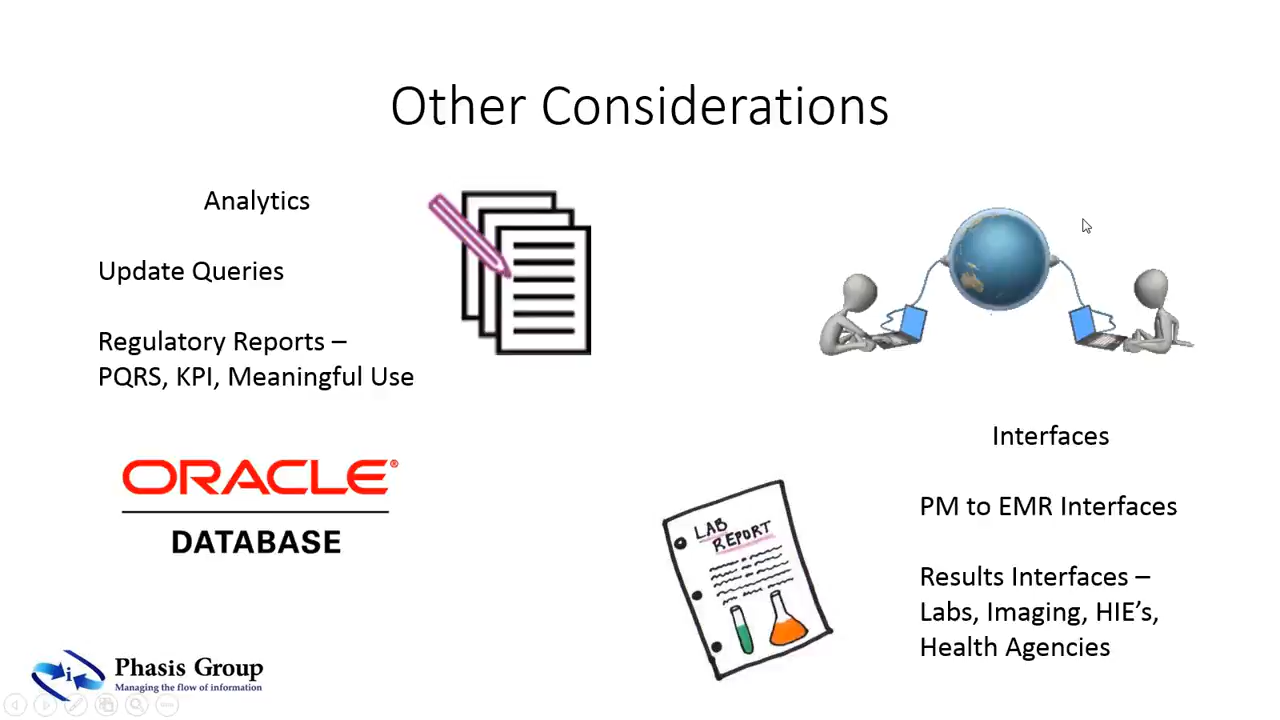 Other Considerations
Analytics
Update Queries
Regulatory Reports –
PQRS, KPI, Meaningful Use
ORACLE®
DATABASE
Interfaces
PM to EMR Interfaces
Results Interfaces –
Labs, Imaging, HIE’s,
Health Agencies
LAB
REPORT
i
Phasis Group
Managing the flow of information